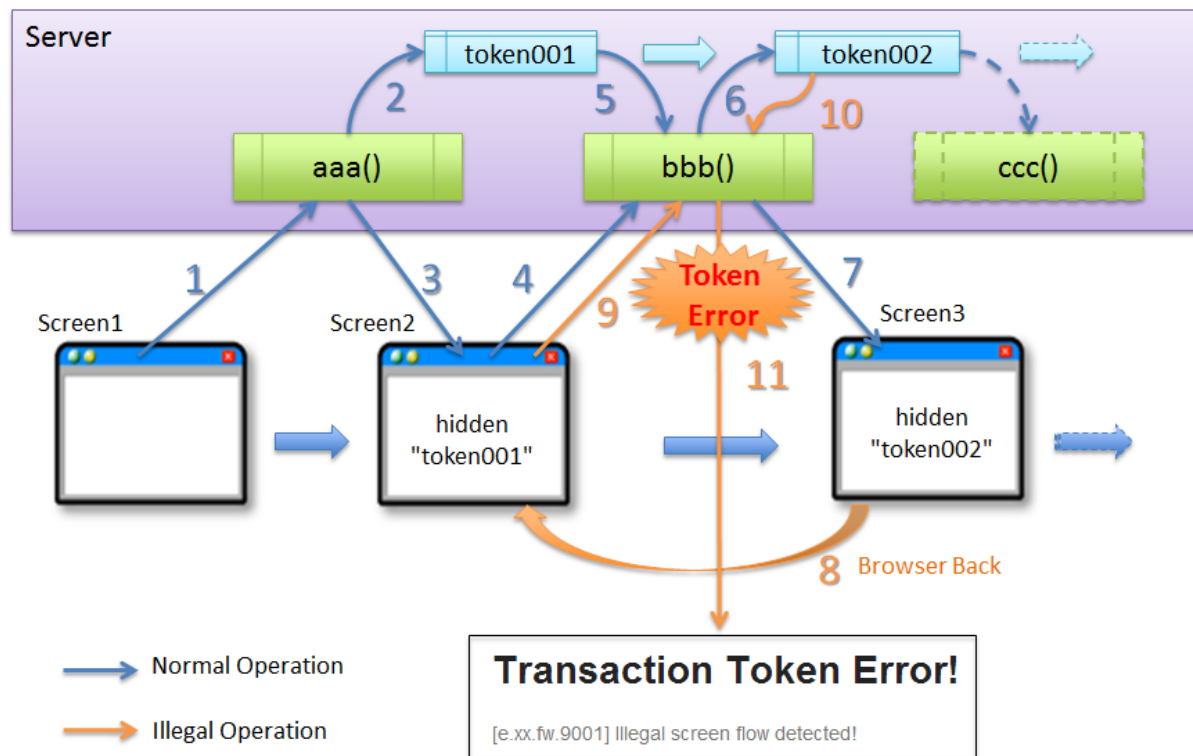 Server
token001
token002
2
5
6
10
aaa()
bbb()
ccc()
1
3
4
9
Token
Error
7
Screen1
Screen2
Screen3
11
hidden
"token001"
hidden
"token002"
8
Browser Back
Normal Operation
Illegal Operation
Transaction Token Error!
[e.xx.fw.9001] Illegal screen flow detected!